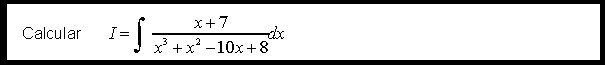 Calcular I = ∫ (x + 7)/(x³ + x² − 10x + 8) dx